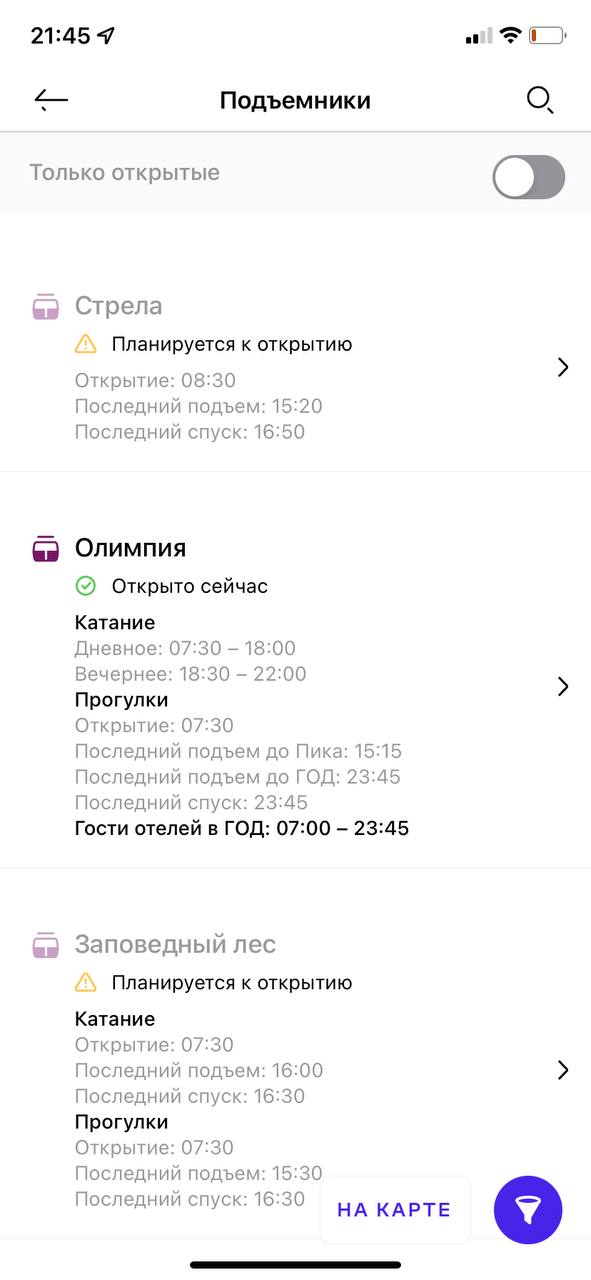 21:45
Подъемники
Только открытые
Стрела
Планируется к открытию
Открытие: 08:30
Последний подъем: 15:20
Последний спуск: 16:50
Олимпия
Открыто сейчас
Катание
Дневное: 07:30 – 18:00
Вечернее: 18:30 – 22:00
Прогулки
Открытие: 07:30
Последний подъем до Пика: 15:15
Последний подъем до ГОД: 23:45
Последний спуск: 23:45
Гости отелей в ГОД: 07:00 – 23:45
Заповедный лес
Планируется к открытию
Катание
Открытие: 07:30
Последний подъем: 16:00
Последний спуск: 16:30
Прогулки
Открытие: 07:30
Последний подъем: 15:30
Последний спуск: 16:30
НА КАРТЕ